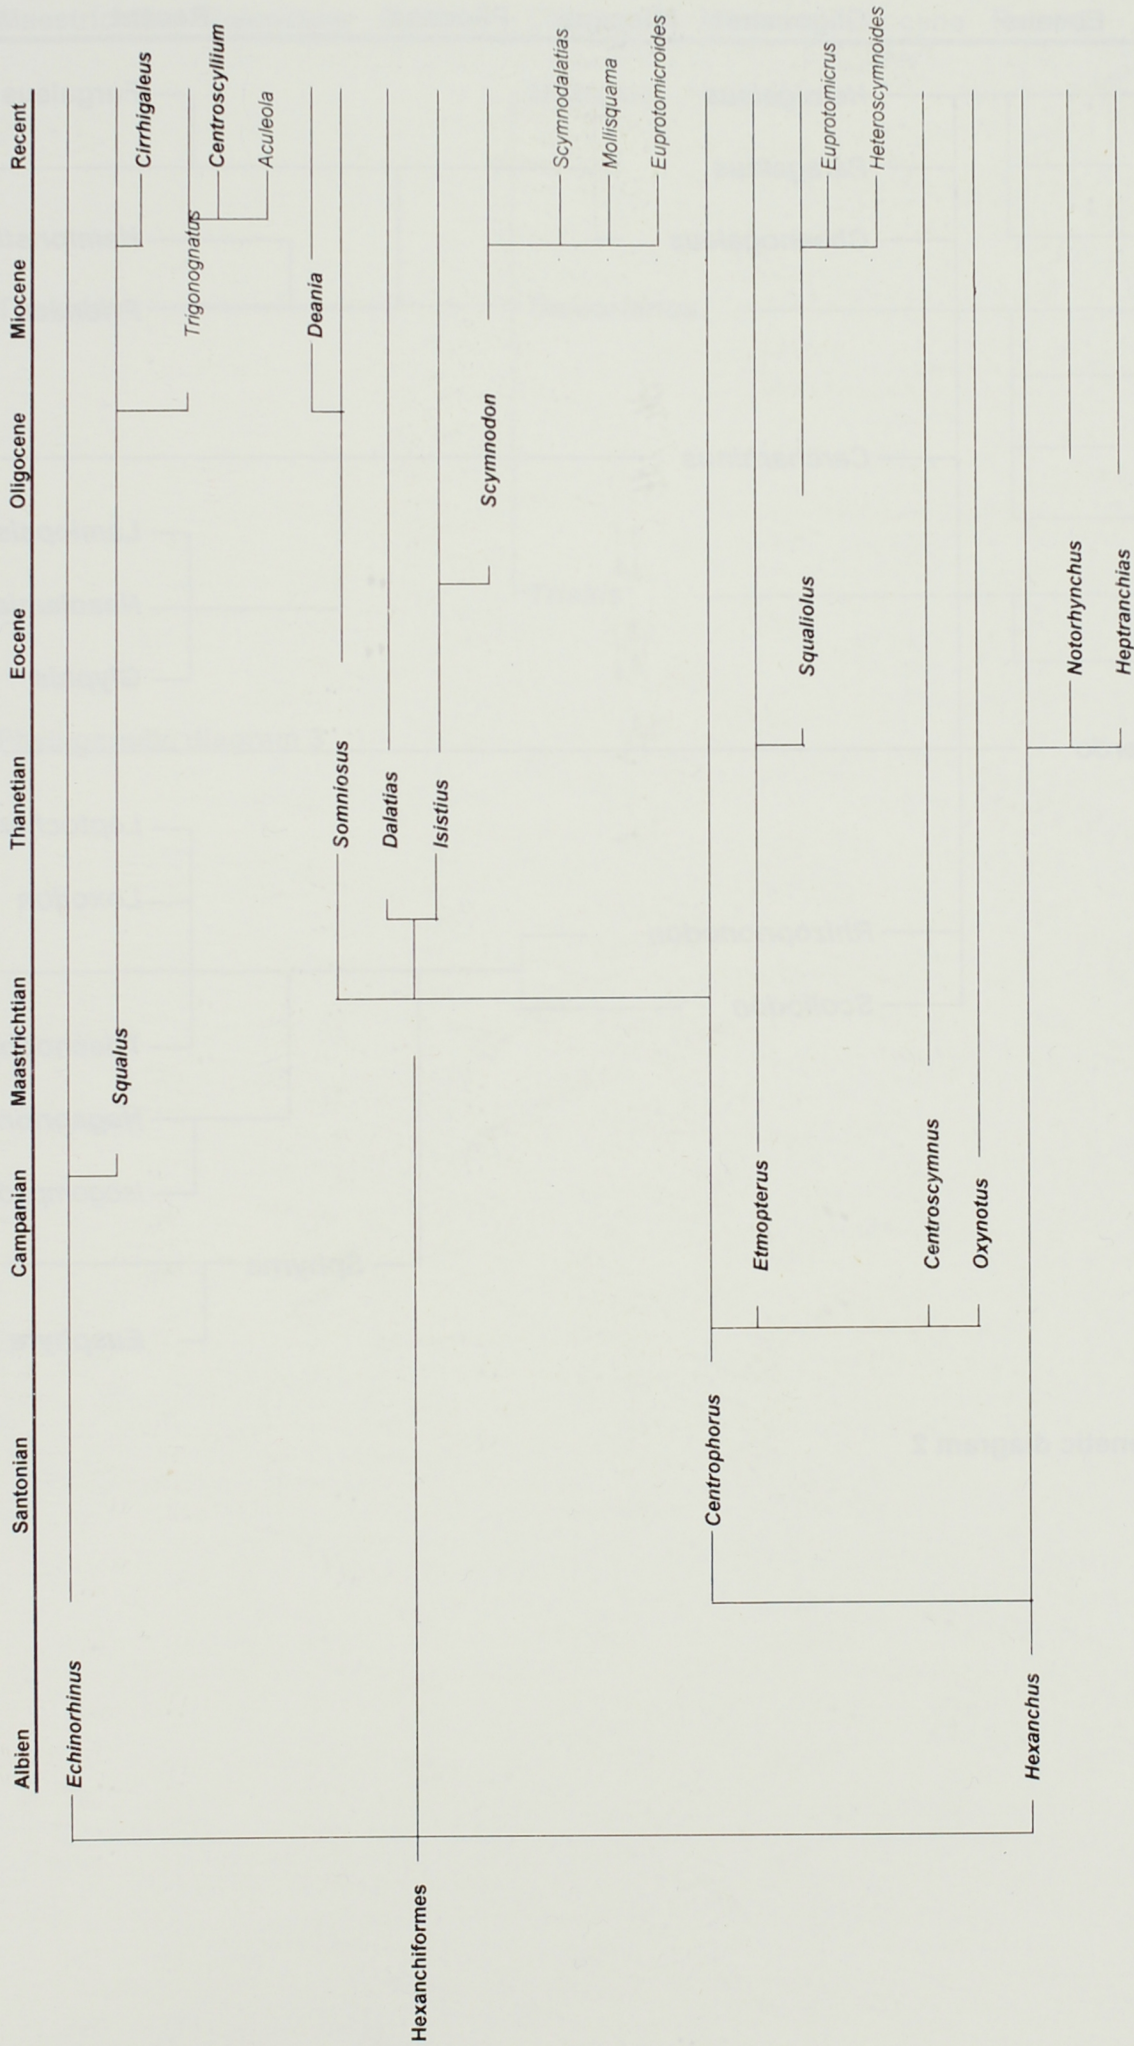 Albien Santonian Campanian Maastrichtian Thanetian Eocene Oligocene Miocene Recent
Echinorhinus
Squalus
Cirrhigaleus
Trigonognatus
Centroscyllium
Aculeola
Deania
Somniosus
Dalatias
Hexanchiformes
Isistius
Scymnodon
Scymnodalatias
Mollisquama
Euprotomicroides
Centrophorus
Etmopterus
Squaliolus
Euprotomicrus
Heteroscymnoides
Centroscymnus
Oxynotus
Hexanchus
Notorhynchus
Heptranchias